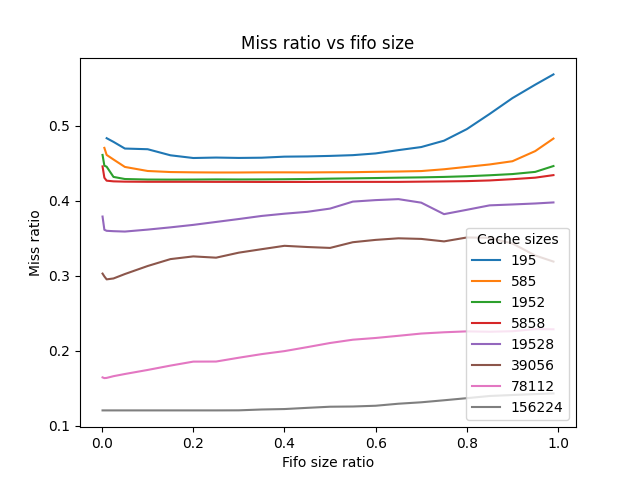 Miss ratio vs fifo size
Miss ratio
0.5
0.4
0.3
0.2
0.1
Cache sizes
195
585
1952
5858
19528
39056
78112
156224
0.0 0.2 0.4 0.6 0.8 1.0
Fifo size ratio